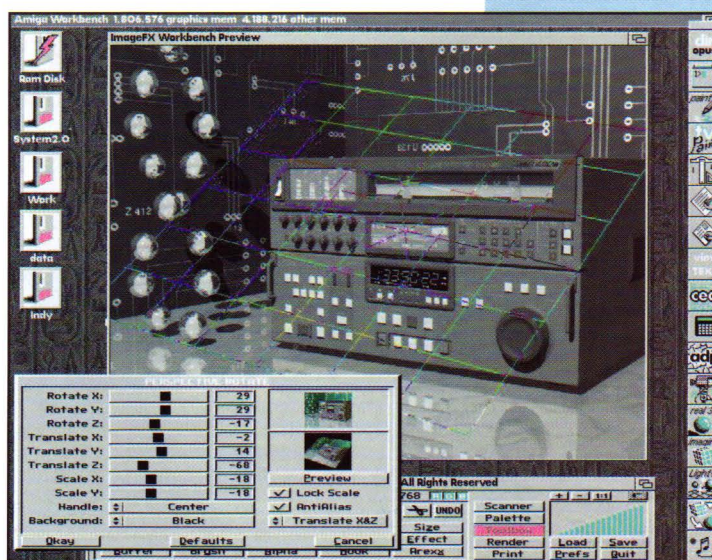 Amiga Workbench 1.806.576 graphics mem 4.188.216 other mem
ImageFX Workbench Preview
Ram Disk
System2.0
Work
data
Indy
Z 412
PERSPECTIVE ROTATE
Rotate X: 29
Rotate Y: 29
Rotate Z: -17
Translate X: -2
Translate Y: 14
Translate Z: -68
Scale X: -18
Scale Y: -18
Handle: Center
Background: Black
Preview
Lock Scale
AntiAlias
Translate X&Z
Okay Defaults Cancel
All Rights Reserved
768
+ - 1:1
UNDO
Size
Effect
Arexx
Scanner
Palette
Toolbox
Render
Print
Load Save
Prefs Quit
Buffer Brush Alpha Hook